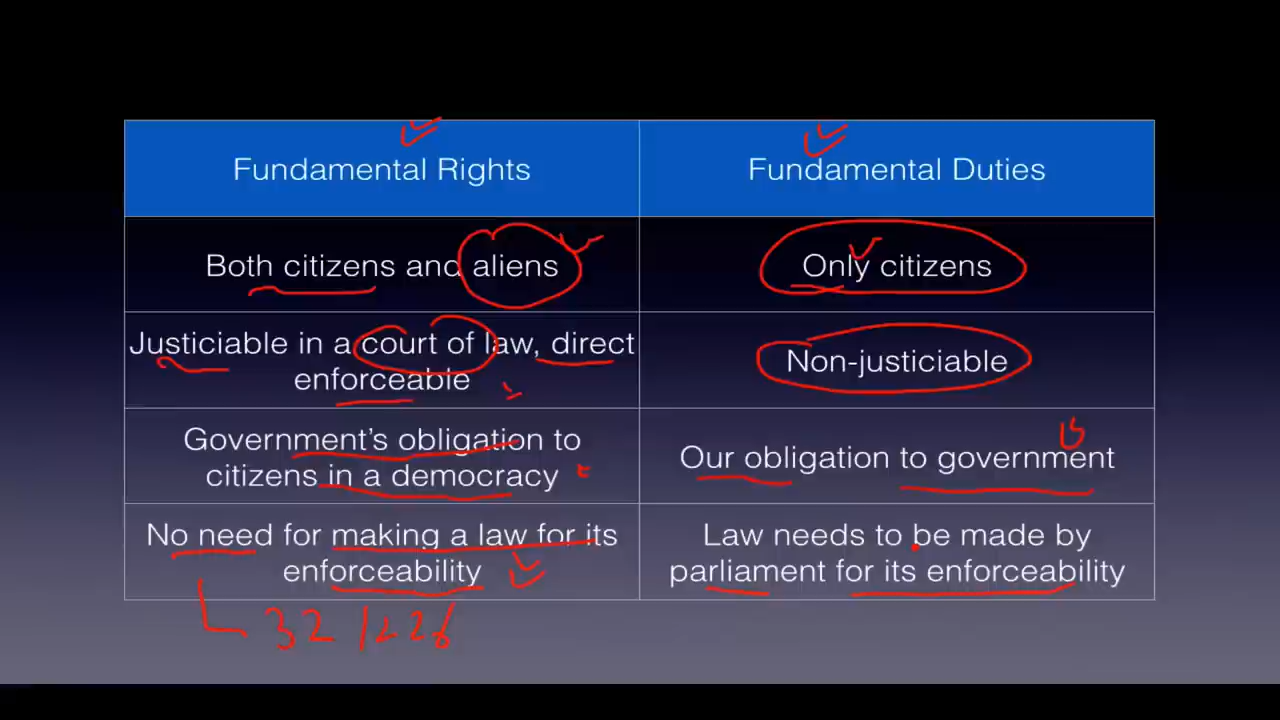 Fundamental Rights
Fundamental Duties
Both citizens and aliens
Only citizens
Justiciable in a court of law, direct
enforceable
Non-justiciable
Government's obligation to
citizens in a democracy
Our obligation to government
No need for making a law for its
enforceability
Law needs to be made by
parliament for its enforceability
32 / 226